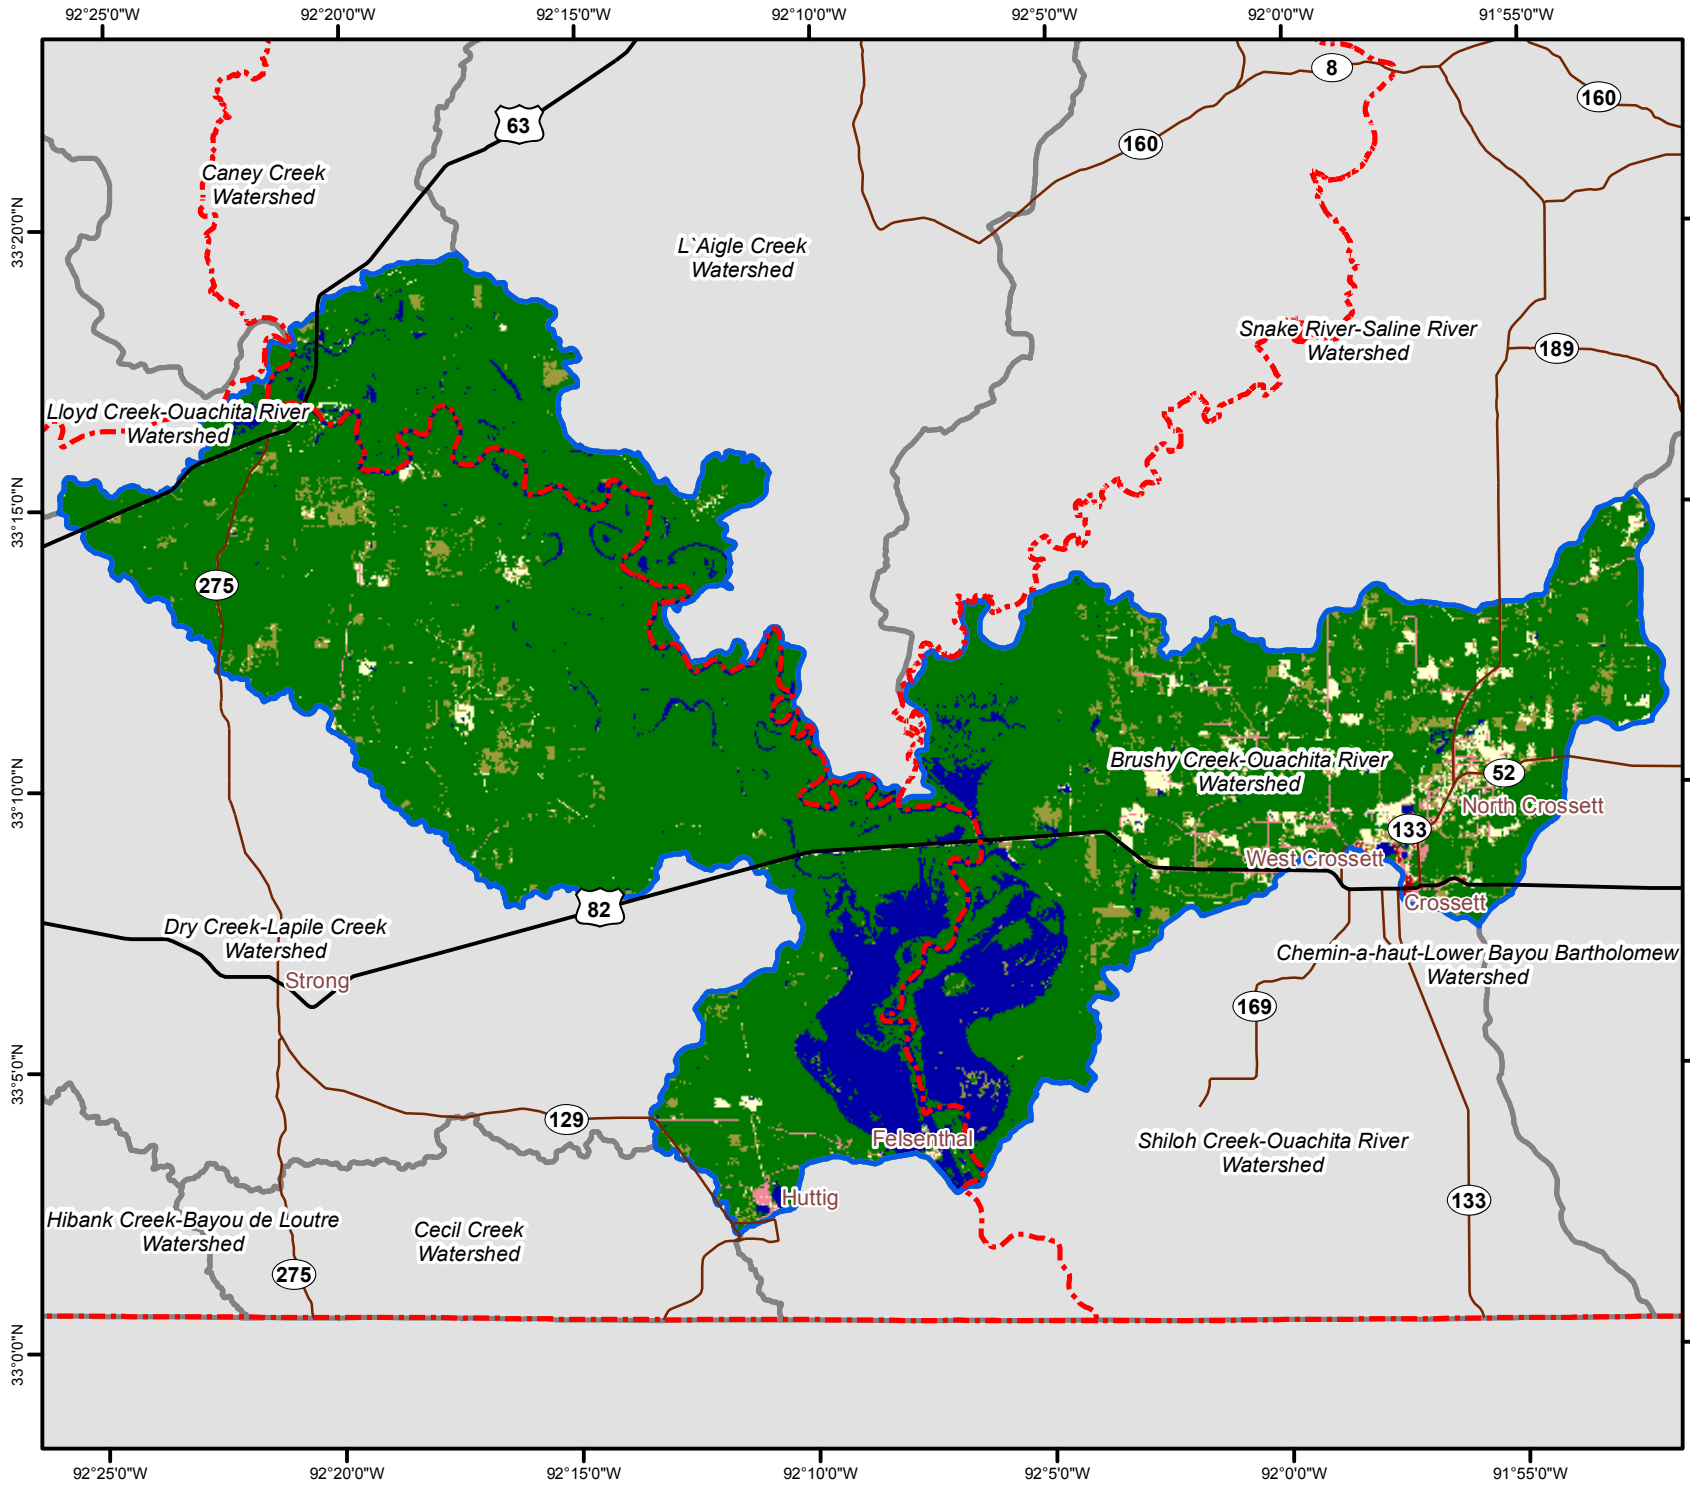 92°25'0"W
92°20'0"W
92°15'0"W
92°10'0"W
92°5'0"W
92°0'0"W
91°55'0"W
8
160
63
160
Caney Creek
Watershed
33°20'0"N
L`Aigle Creek
Watershed
Snake River-Saline River
Watershed
189
Lloyd Creek-Ouachita River
Watershed
33°15'0"N
275
Brushy Creek-Ouachita River
Watershed
52
33°10'0"N
North Crossett
133
West Crossett
Crossett
82
Dry Creek-Lapile Creek
Watershed
Strong
Chemin-a-haut-Lower Bayou Bartholomew
Watershed
169
33°5'0"N
129
Felsenthal
Shiloh Creek-Ouachita River
Watershed
Huttig
133
Hibank Creek-Bayou de Loutre
Watershed
Cecil Creek
Watershed
275
33°0'0"N
92°25'0"W
92°20'0"W
92°15'0"W
92°10'0"W
92°5'0"W
92°0'0"W
91°55'0"W